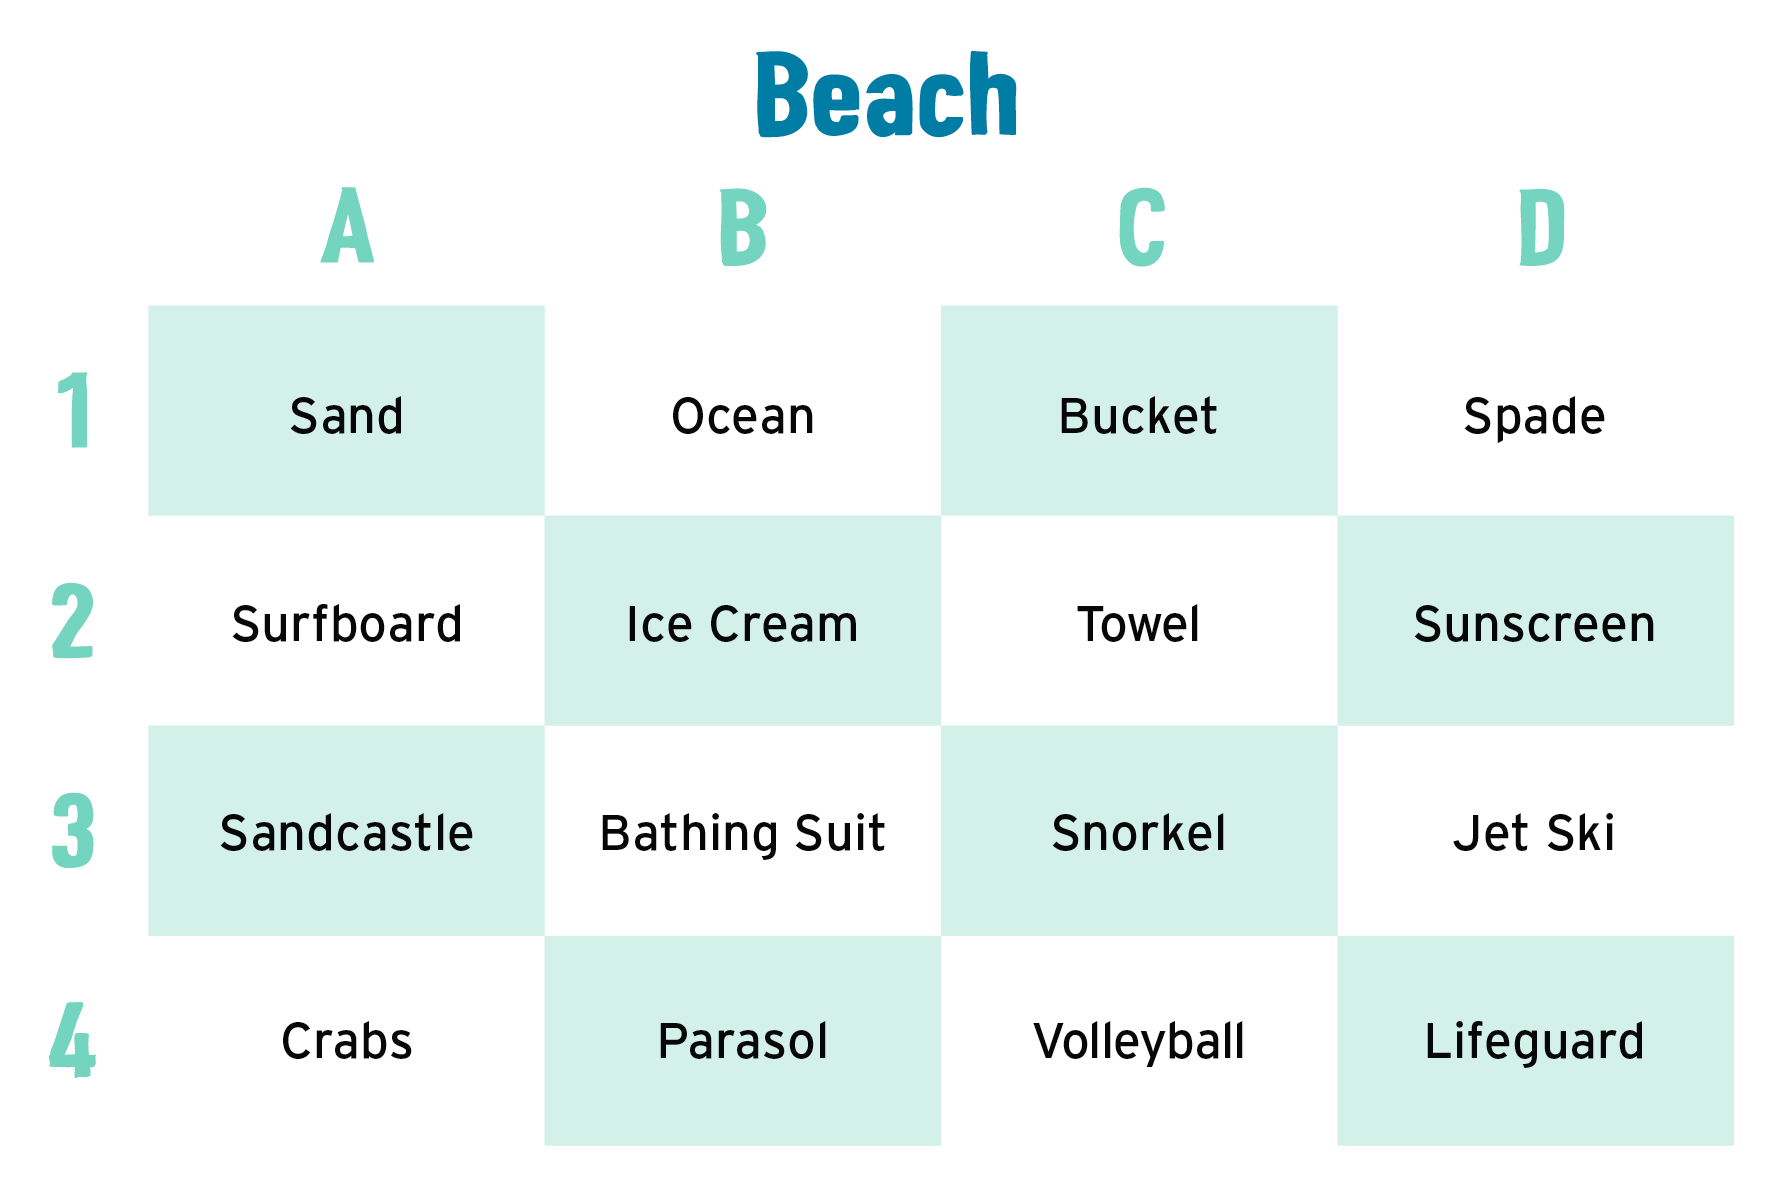 Beach
A B C D
1 Sand Ocean Bucket Spade
2 Surfboard Ice Cream Towel Sunscreen
3 Sandcastle Bathing Suit Snorkel Jet Ski
4 Crabs Parasol Volleyball Lifeguard